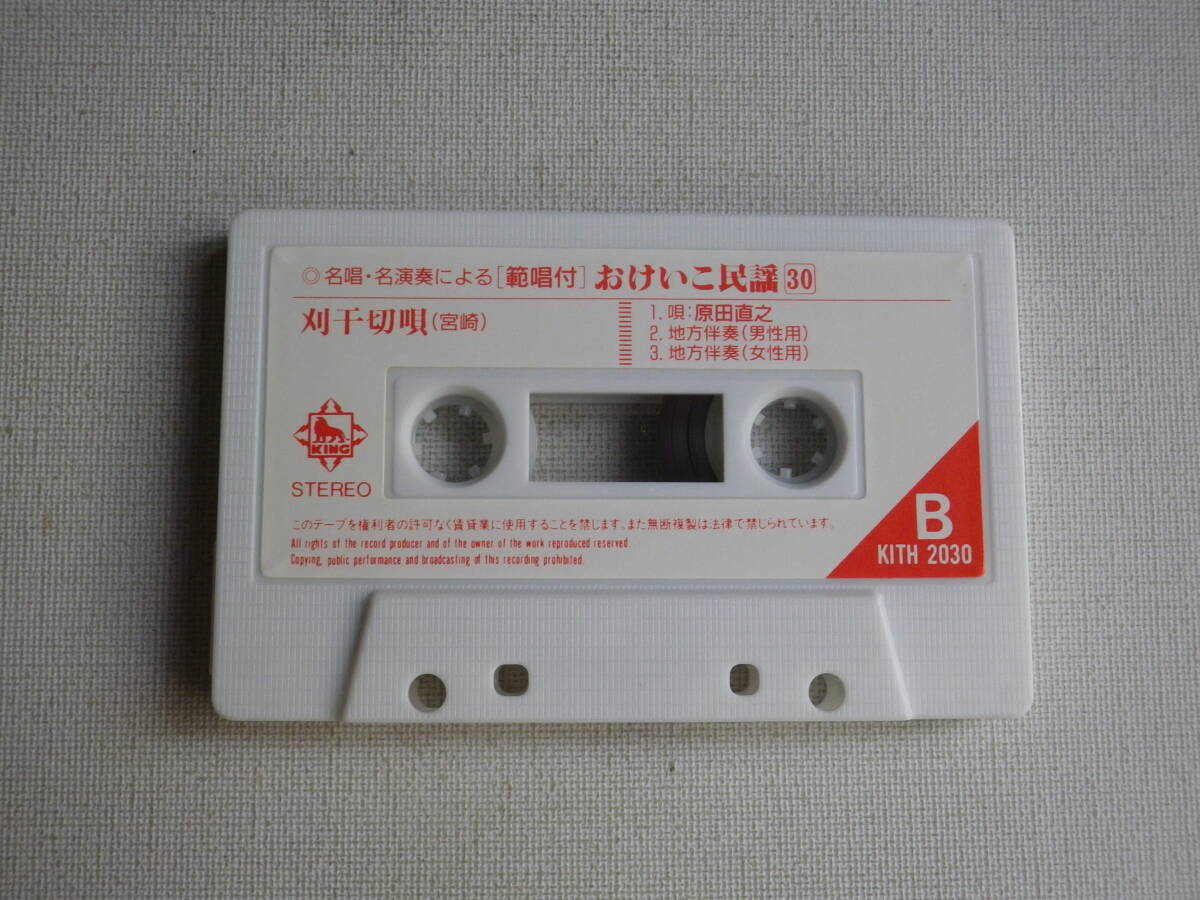 ◎名唱・名演奏による[範唱付]おけいこ民謡30
刈干切唄(宮崎)
1. 唄:原田直之
2. 地方伴奏(男性用)
3. 地方伴奏(女性用)
KING
STEREO
このテープを権利者の許可なく賃貸業に使用することを禁じます。また無断複製は法律で禁じられています。
All rights of the record producer and of the owner of the work reproduced reserved.
Copying, public performance and broadcasting of this recording prohibited.
B
KITH 2030